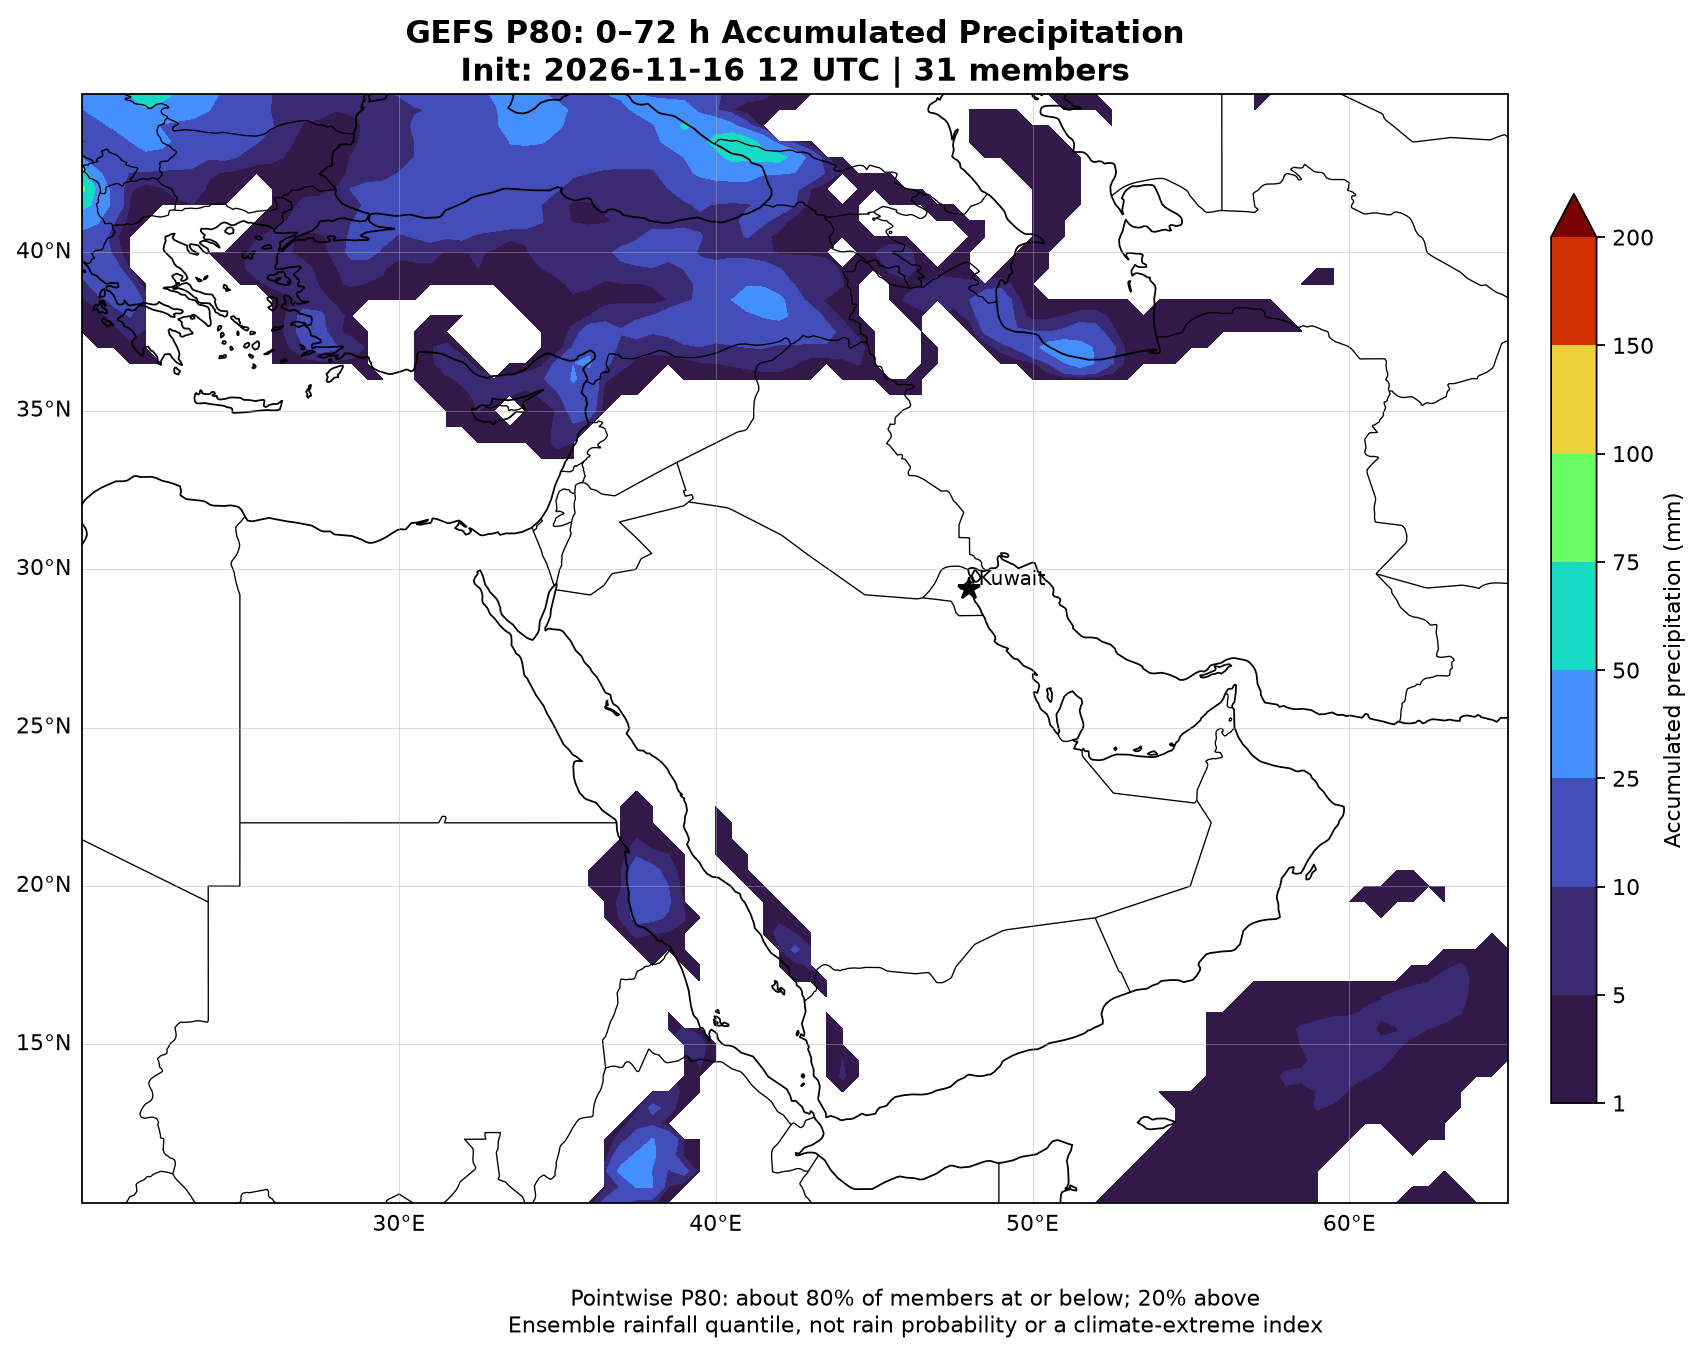 GEFS P80: 0–72 h Accumulated Precipitation
Init: 2026-11-16 12 UTC | 31 members
40°N
35°N
30°N
25°N
20°N
15°N
Kuwait
30°E
40°E
50°E
60°E
200
150
100
75
50
25
10
5
1
Accumulated precipitation (mm)
Pointwise P80: about 80% of members at or below; 20% above
Ensemble rainfall quantile, not rain probability or a climate-extreme index